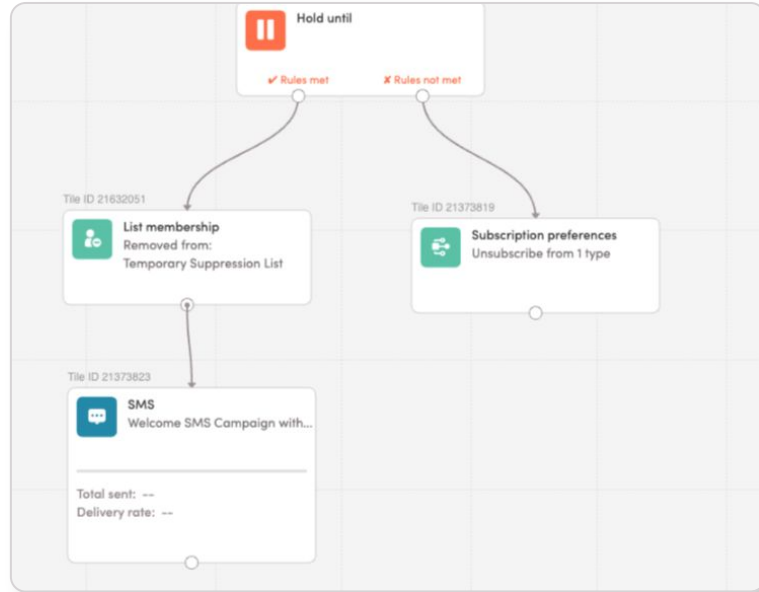 Hold until
✔ Rules met
✘ Rules not met
Tile ID 21632051
List membership
Removed from:
Temporary Suppression List
Tile ID 21373819
Subscription preferences
Unsubscribe from 1 type
Tile ID 21373823
SMS
Welcome SMS Campaign with...
Total sent: --
Delivery rate: --